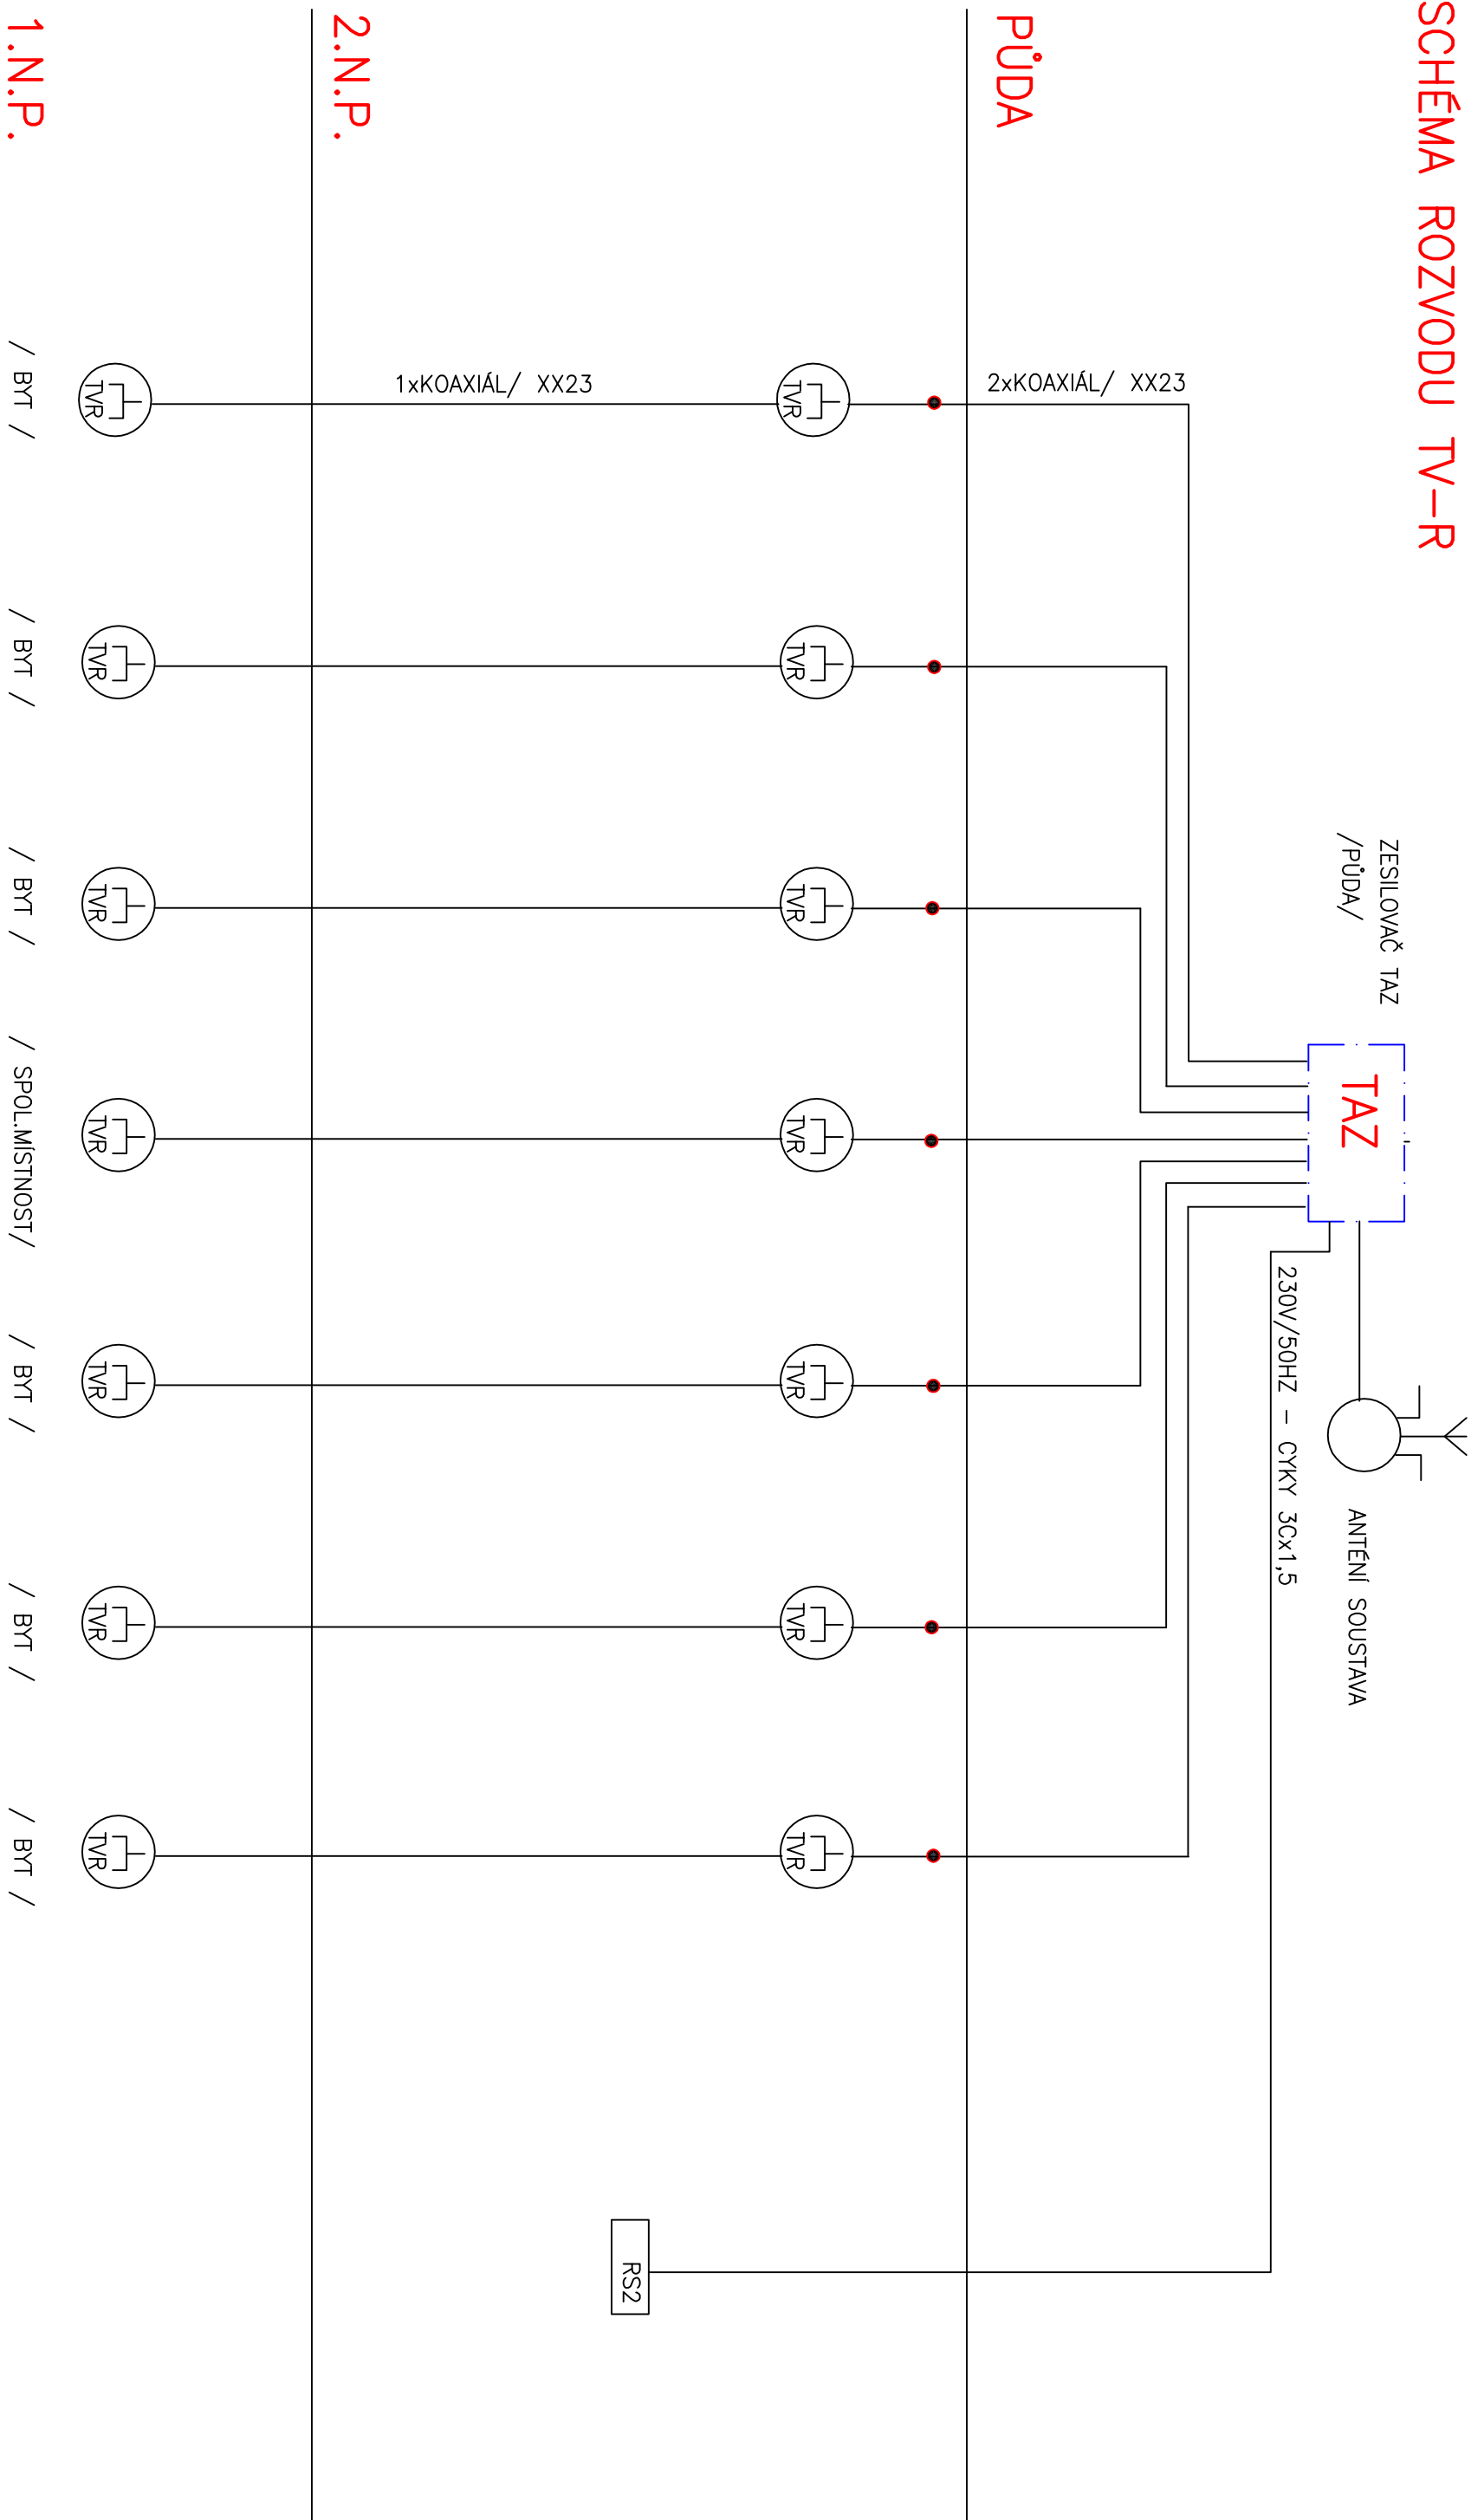 SCHÉMA ROZVODU TV-R
ZESILOVAČ TAZ
/PŮDA/
TAZ
ANTÉNÍ SOUSTAVA
230V/50HZ - CYKY 3Cx1,5
PŮDA
2xKOAXIÁL/ XX23
TVR
TVR
TVR
TVR
TVR
TVR
TVR
RS2
1xKOAXIÁL/ XX23
2.N.P.
TVR
TVR
TVR
TVR
TVR
TVR
TVR
1.N.P.
/ BYT /
/ BYT /
/ BYT /
/ SPOL.MÍSTNOST/
/ BYT /
/ BYT /
/ BYT /